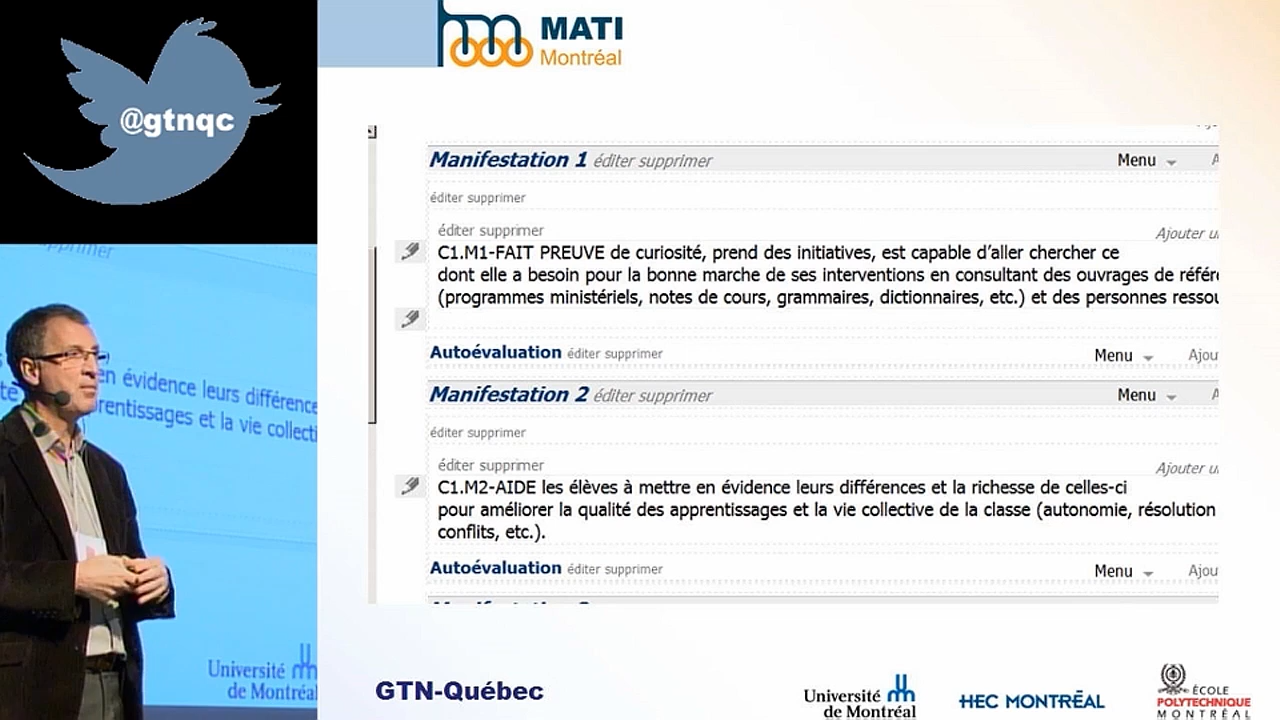 @gtnqc
MATI
Montréal
Manifestation 1 éditer supprimer Menu
éditer supprimer
éditer supprimer
Ajouter u
C1.M1-FAIT PREUVE de curiosité, prend des initiatives, est capable d’aller chercher ce
dont elle a besoin pour la bonne marche de ses interventions en consultant des ouvrages de référe
(programmes ministériels, notes de cours, grammaires, dictionnaires, etc.) et des personnes ressou
Autoévaluation éditer supprimer Menu Ajou
Manifestation 2 éditer supprimer Menu
éditer supprimer
éditer supprimer
Ajouter u
C1.M2-AIDE les élèves à mettre en évidence leurs différences et la richesse de celles-ci
pour améliorer la qualité des apprentissages et la vie collective de la classe (autonomie, résolution
conflits, etc.).
Autoévaluation éditer supprimer Menu Ajou
en évidence leurs différence
rentissages et la vie collecti
Université
de Montréal
GTN-Québec
Université
de Montréal
HEC MONTRÉAL
ÉCOLE
POLYTECHNIQUE
MONTRÉAL